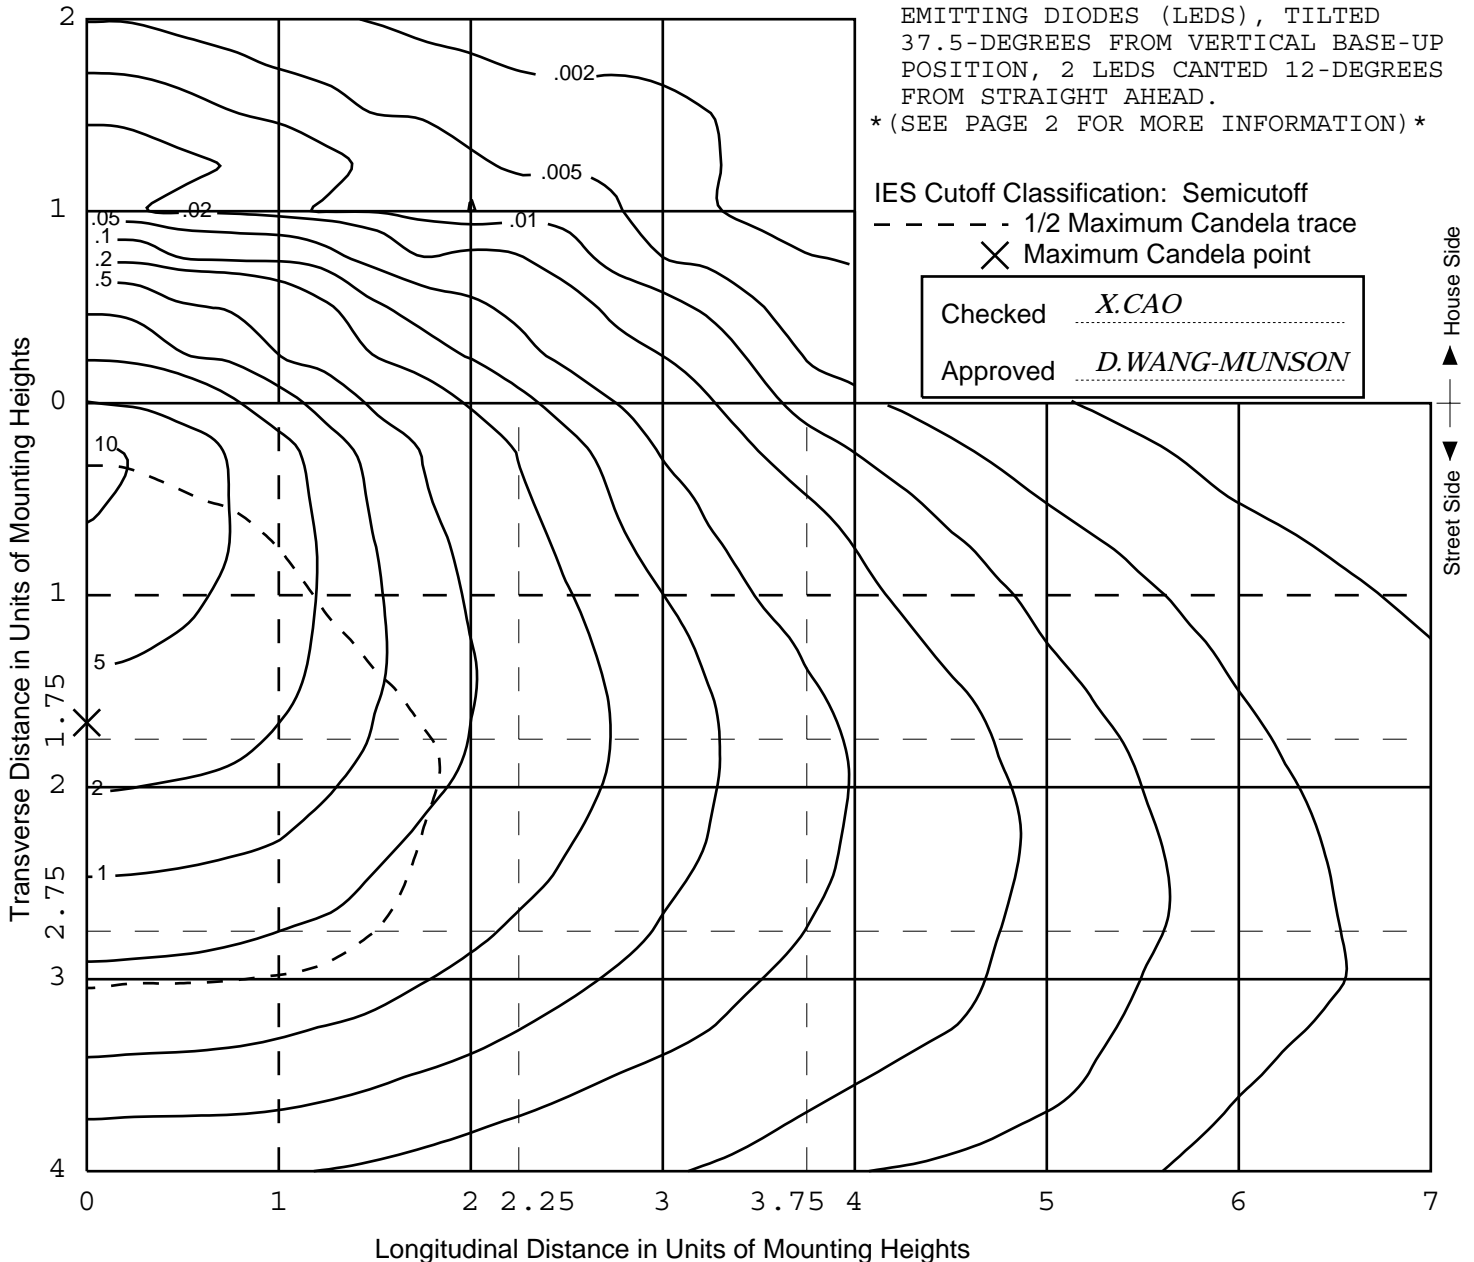 EMITTING DIODES (LEDS), TILTED
37.5-DEGREES FROM VERTICAL BASE-UP
POSITION, 2 LEDS CANTED 12-DEGREES
FROM STRAIGHT AHEAD.
*(SEE PAGE 2 FOR MORE INFORMATION)*
IES Cutoff Classification: Semicutoff
1/2 Maximum Candela trace
Maximum Candela point
Checked X.CAO
Approved D.WANG-MUNSON
House Side
Street Side
Transverse Distance in Units of Mounting Heights
2
1
0
1
1.75
2
2.75
3
4
.002
.005
.01
.02
.05
.1
.2
.5
10
5
2
1
0 1 2 2.25 3 3.75 4 5 6 7
Longitudinal Distance in Units of Mounting Heights